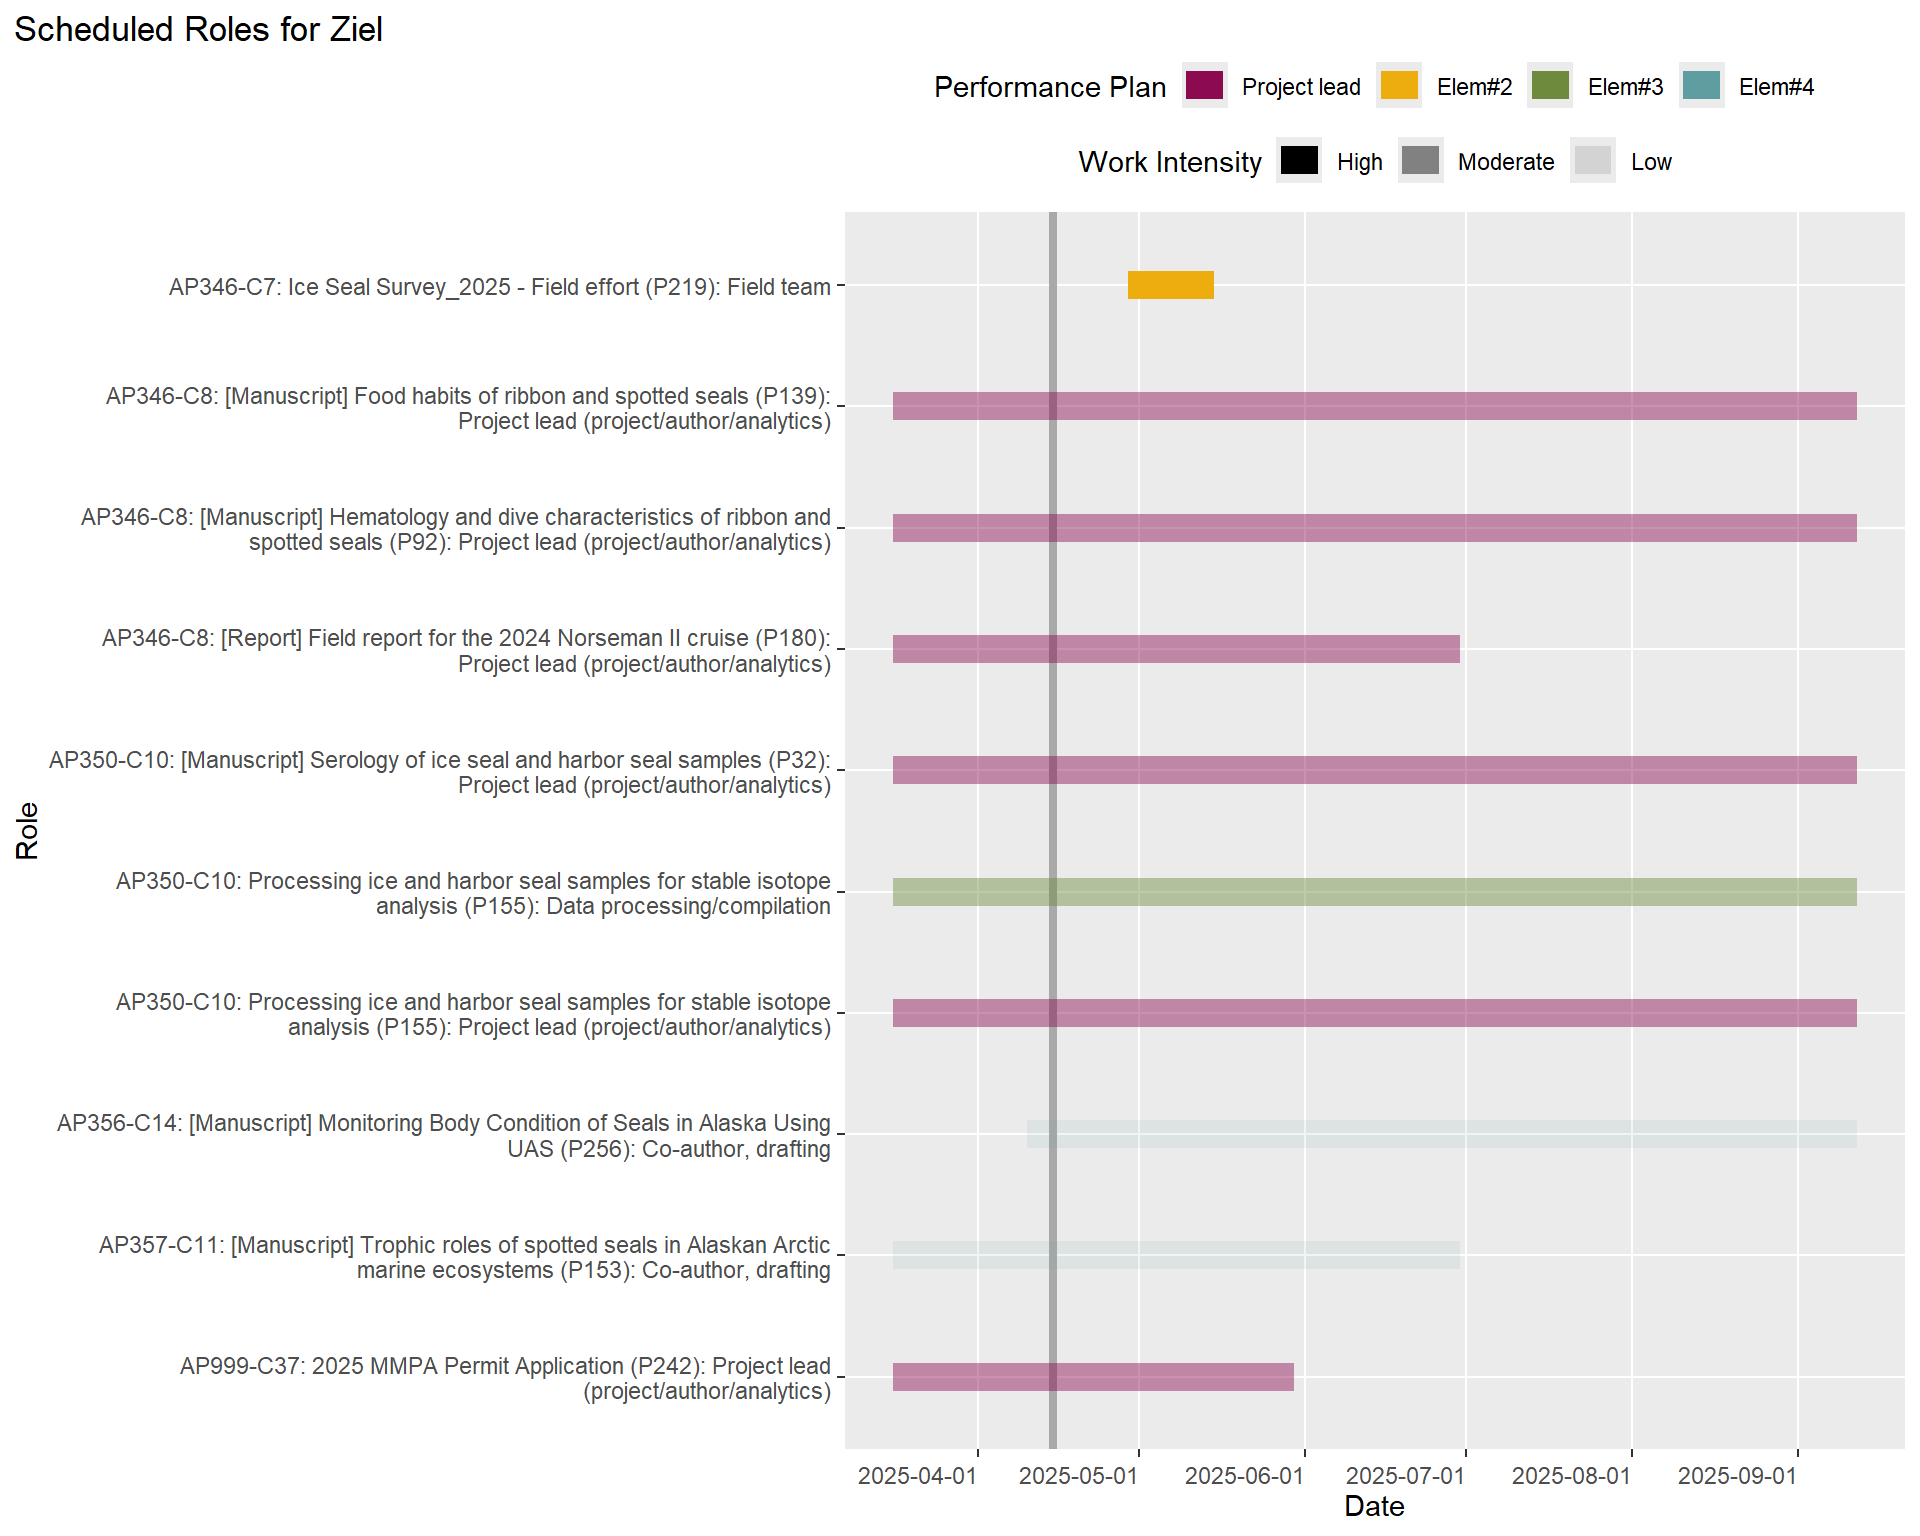 Scheduled Roles for Ziel
Performance Plan Project lead Elem#2 Elem#3 Elem#4
Work Intensity High Moderate Low
AP346-C7: Ice Seal Survey_2025 - Field effort (P219): Field team
AP346-C8: [Manuscript] Food habits of ribbon and spotted seals (P139):
Project lead (project/author/analytics)
AP346-C8: [Manuscript] Hematology and dive characteristics of ribbon and
spotted seals (P92): Project lead (project/author/analytics)
AP346-C8: [Report] Field report for the 2024 Norseman II cruise (P180):
Project lead (project/author/analytics)
AP350-C10: [Manuscript] Serology of ice seal and harbor seal samples (P32):
Project lead (project/author/analytics)
Role
AP350-C10: Processing ice and harbor seal samples for stable isotope
analysis (P155): Data processing/compilation
AP350-C10: Processing ice and harbor seal samples for stable isotope
analysis (P155): Project lead (project/author/analytics)
AP356-C14: [Manuscript] Monitoring Body Condition of Seals in Alaska Using
UAS (P256): Co-author, drafting
AP357-C11: [Manuscript] Trophic roles of spotted seals in Alaskan Arctic
marine ecosystems (P153): Co-author, drafting
AP999-C37: 2025 MMPA Permit Application (P242): Project lead
(project/author/analytics)
2025-04-01 2025-05-01 2025-06-01 2025-07-01 2025-08-01 2025-09-01
Date